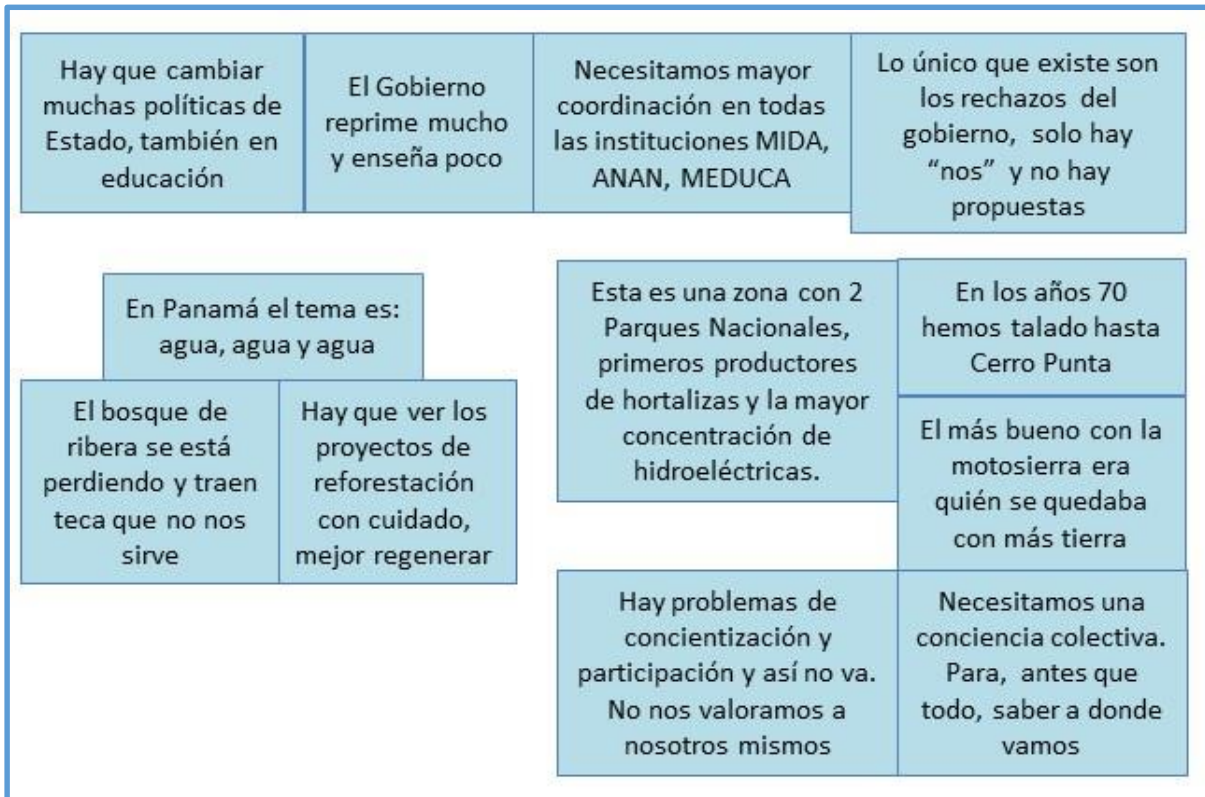 Hay que cambiar
muchas políticas de
Estado, también en
educación
El Gobierno
reprime mucho
y enseña poco
Necesitamos mayor
coordinación en todas
las instituciones MIDA,
ANAN, MEDUCA
Lo único que existe son
los rechazos del
gobierno, solo hay
“nos” y no hay
propuestas
En Panamá el tema es:
agua, agua y agua
El bosque de
ribera se está
perdiendo y traen
teca que no nos
sirve
Hay que ver los
proyectos de
reforestación
con cuidado,
mejor regenerar
Esta es una zona con 2
Parques Nacionales,
primeros productores
de hortalizas y la mayor
concentración de
hidroeléctricas.
En los años 70
hemos talado hasta
Cerro Punta
El más bueno con la
motosierra era
quién se quedaba
con más tierra
Hay problemas de
concientización y
participación y así no va.
No nos valoramos a
nosotros mismos
Necesitamos una
conciencia colectiva.
Para, antes que
todo, saber a donde
vamos